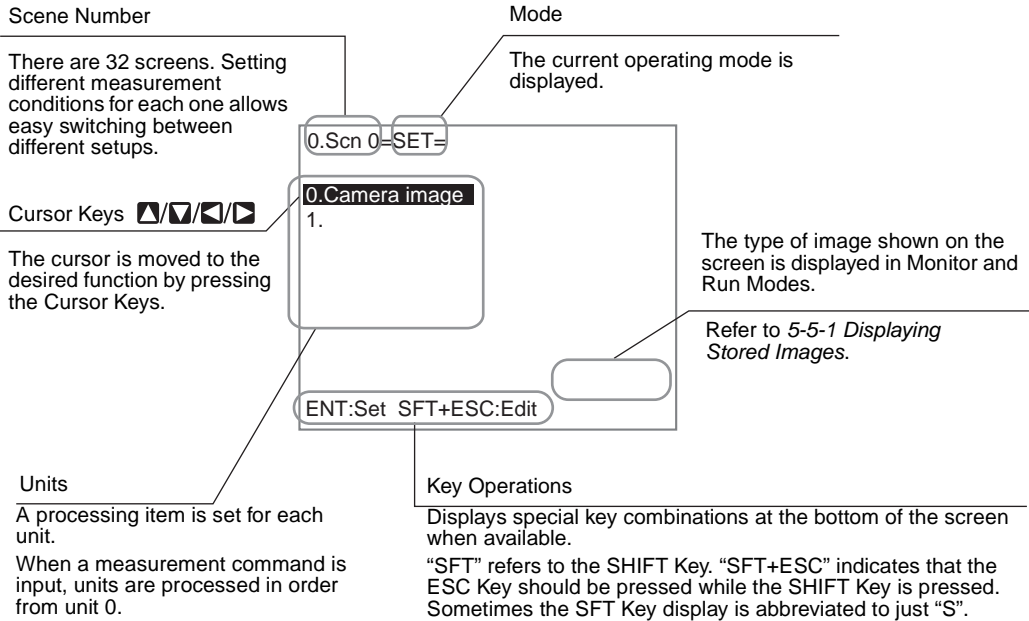 Scene Number
There are 32 screens. Setting
different measurement
conditions for each one allows
easy switching between
different setups.
Mode
The current operating mode is
displayed.
0.Scn 0=SET=
0.Camera image
1.
Cursor Keys ▲/▼/◀/▶
The cursor is moved to the
desired function by pressing
the Cursor Keys.
The type of image shown on the
screen is displayed in Monitor and
Run Modes.
Refer to 5-5-1 Displaying
Stored Images.
ENT:Set SFT+ESC:Edit
Units
A processing item is set for each
unit.
When a measurement command is
input, units are processed in order
from unit 0.
Key Operations
Displays special key combinations at the bottom of the screen
when available.
“SFT” refers to the SHIFT Key. “SFT+ESC” indicates that the
ESC Key should be pressed while the SHIFT Key is pressed.
Sometimes the SFT Key display is abbreviated to just “S”.